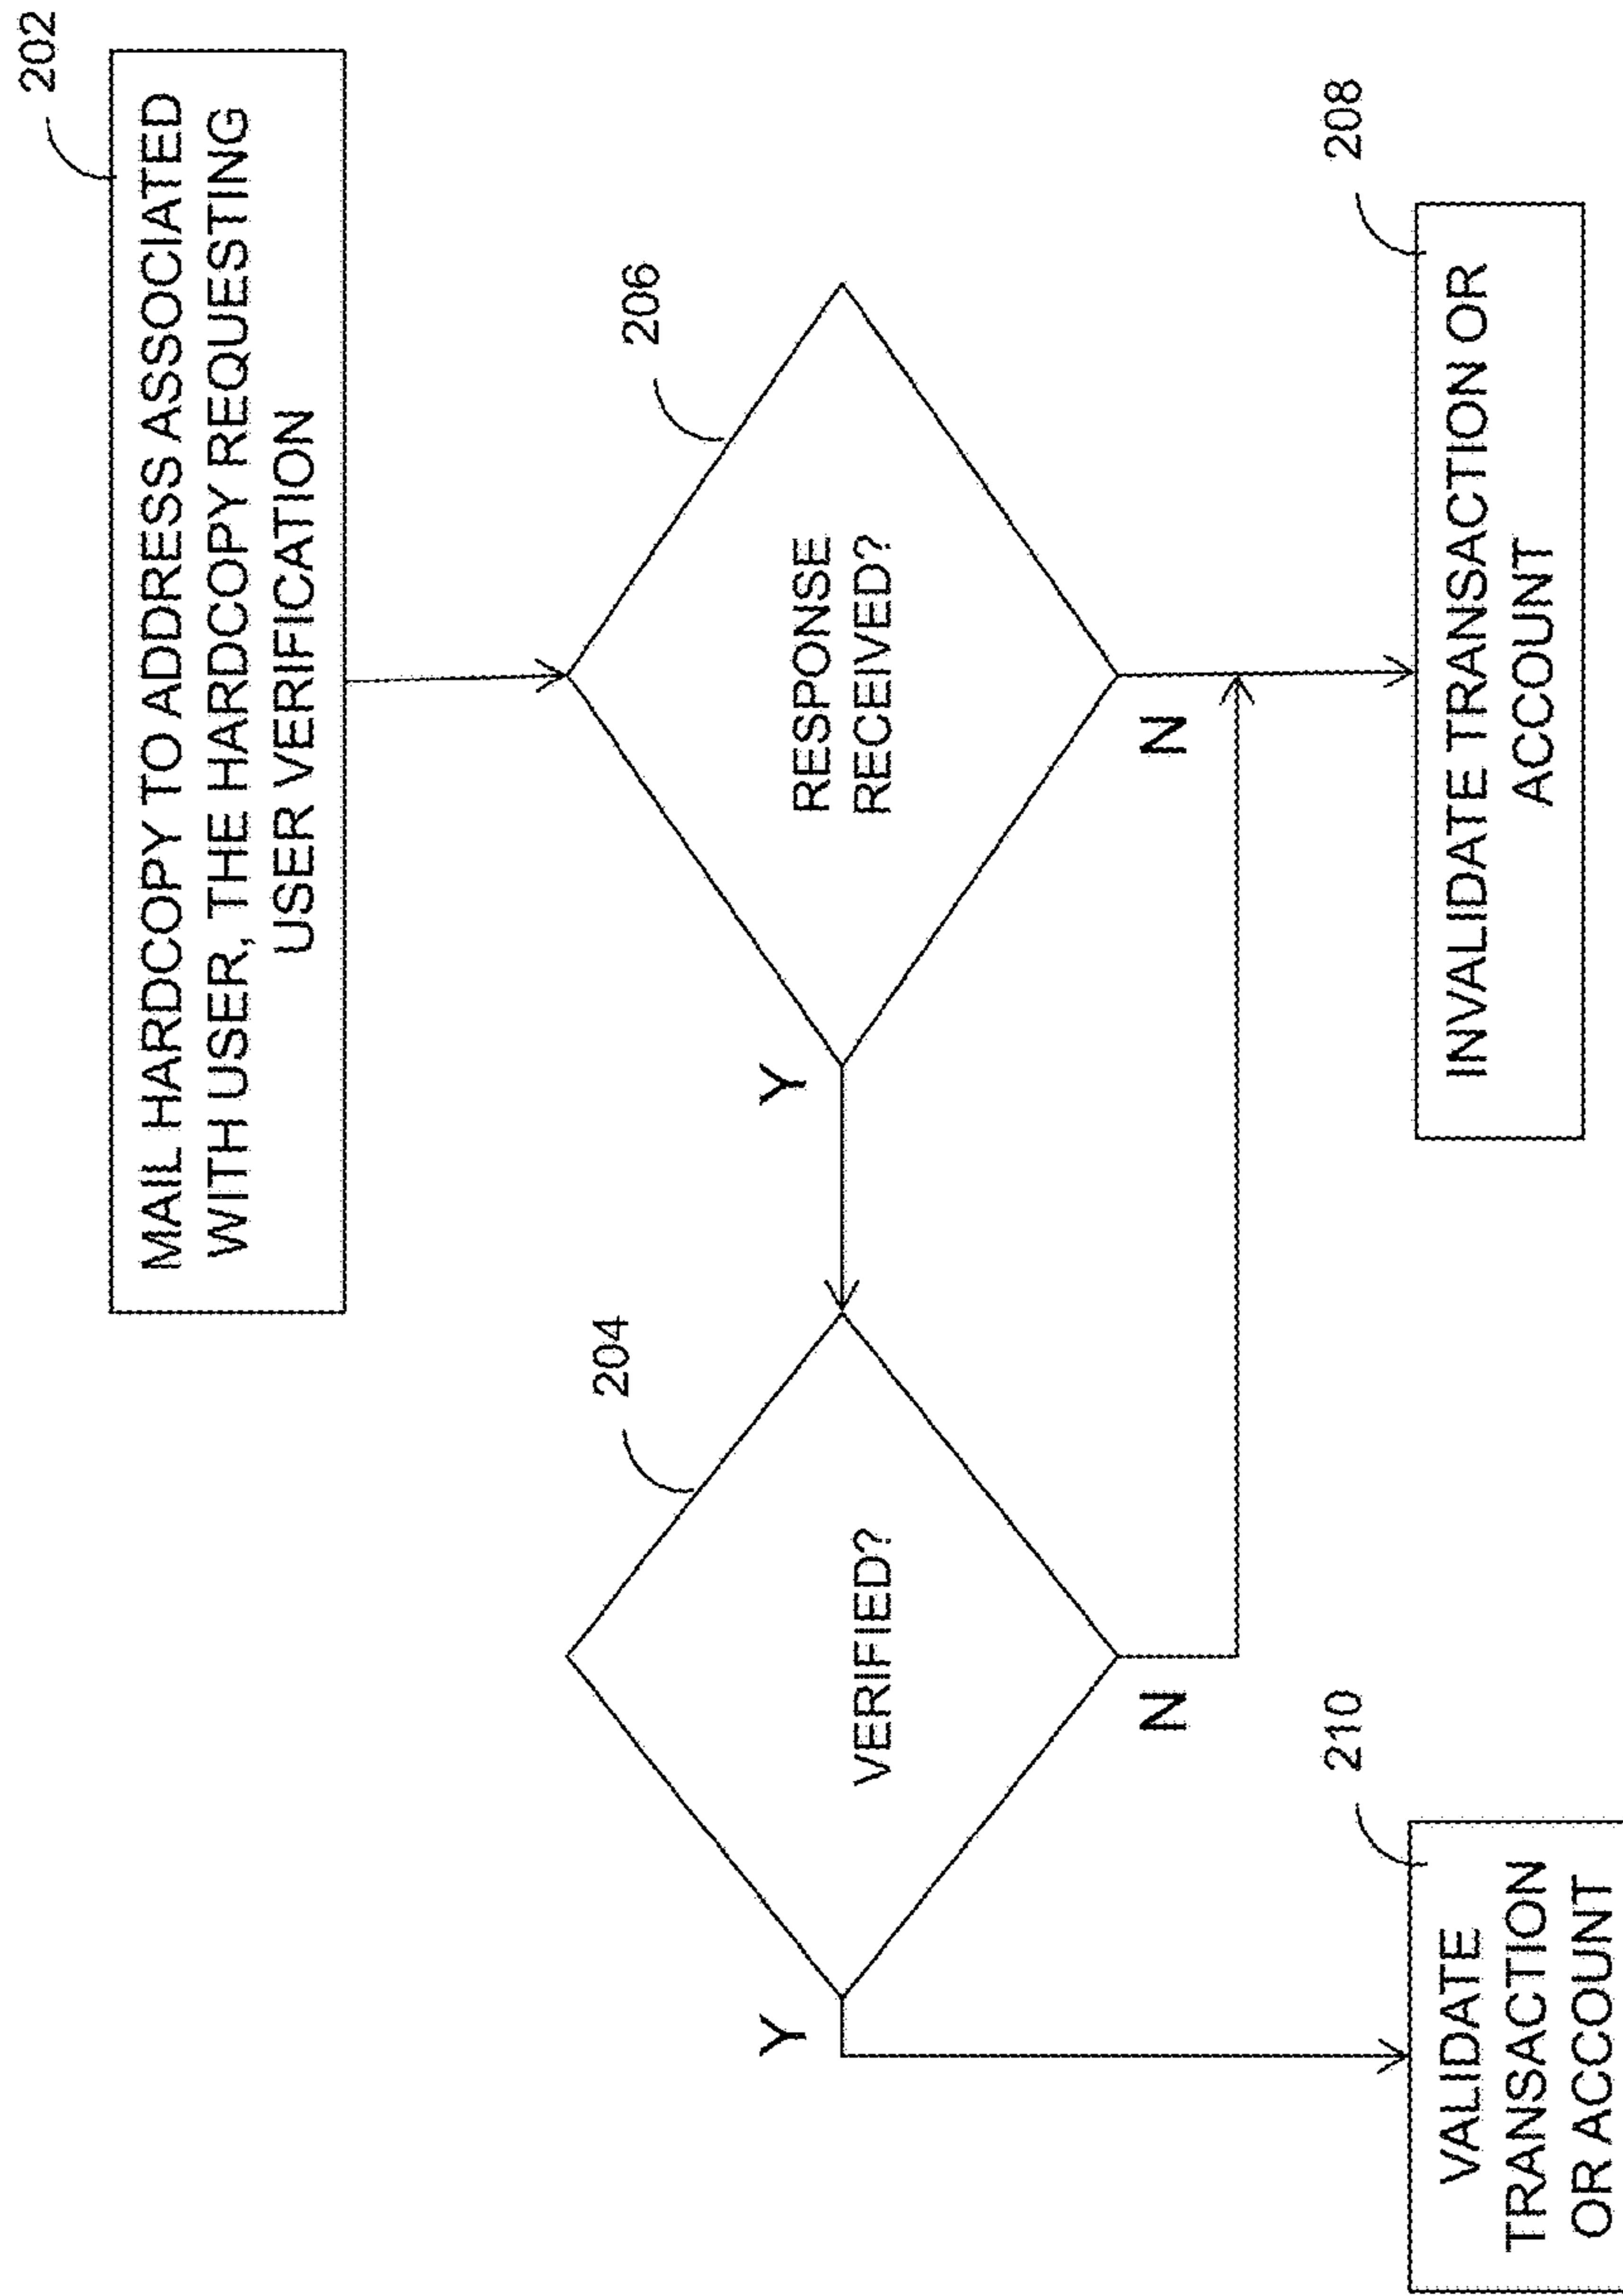 202
MAIL HARDCOPY TO ADDRESS ASSOCIATED
WITH USER, THE HARDCOPY REQUESTING
USER VERIFICATION
204
VERIFIED?
Y
N
206
RESPONSE
RECEIVED?
Y
N
210
VALIDATE
TRANSACTION
OR ACCOUNT
208
INVALIDATE TRANSACTION OR
ACCOUNT